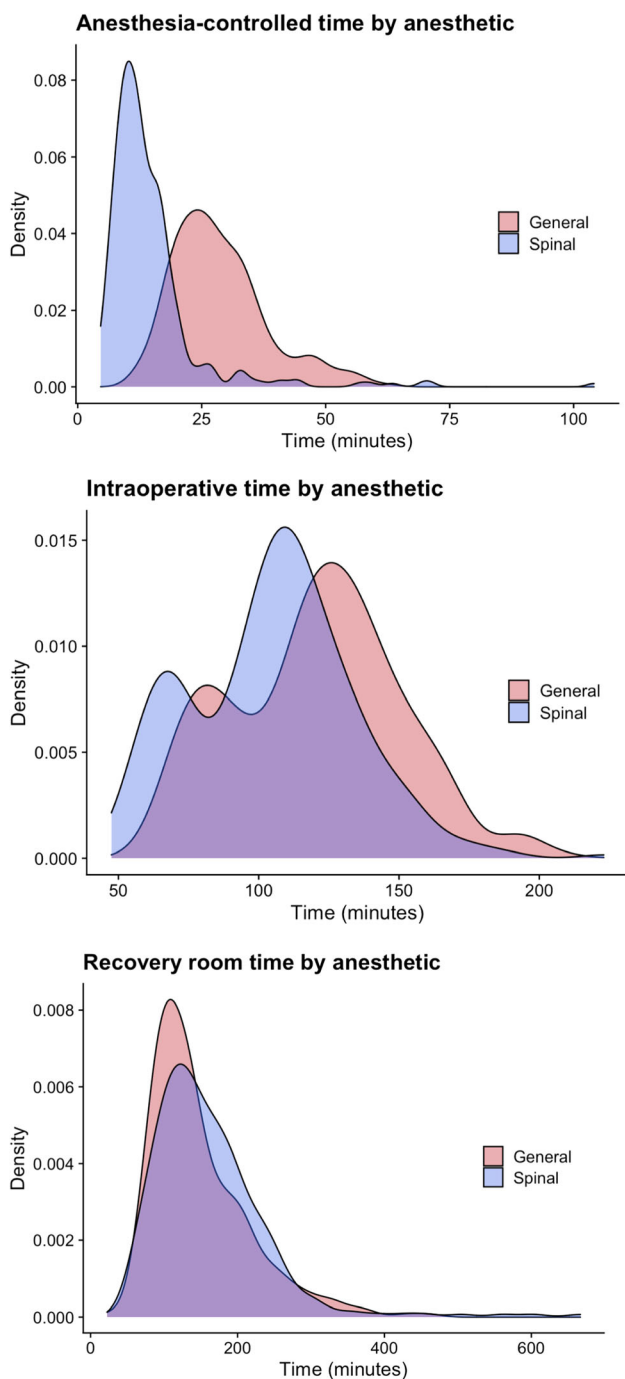 Anesthesia-controlled time by anesthetic
0.08
0.06
0.04
0.02
0.00
Density
General
Spinal
0 25 50 75 100
Time (minutes)
Intraoperative time by anesthetic
0.015
0.010
0.005
0.000
Density
General
Spinal
50 100 150 200
Time (minutes)
Recovery room time by anesthetic
0.008
0.006
0.004
0.002
0.000
Density
General
Spinal
0 200 400 600
Time (minutes)